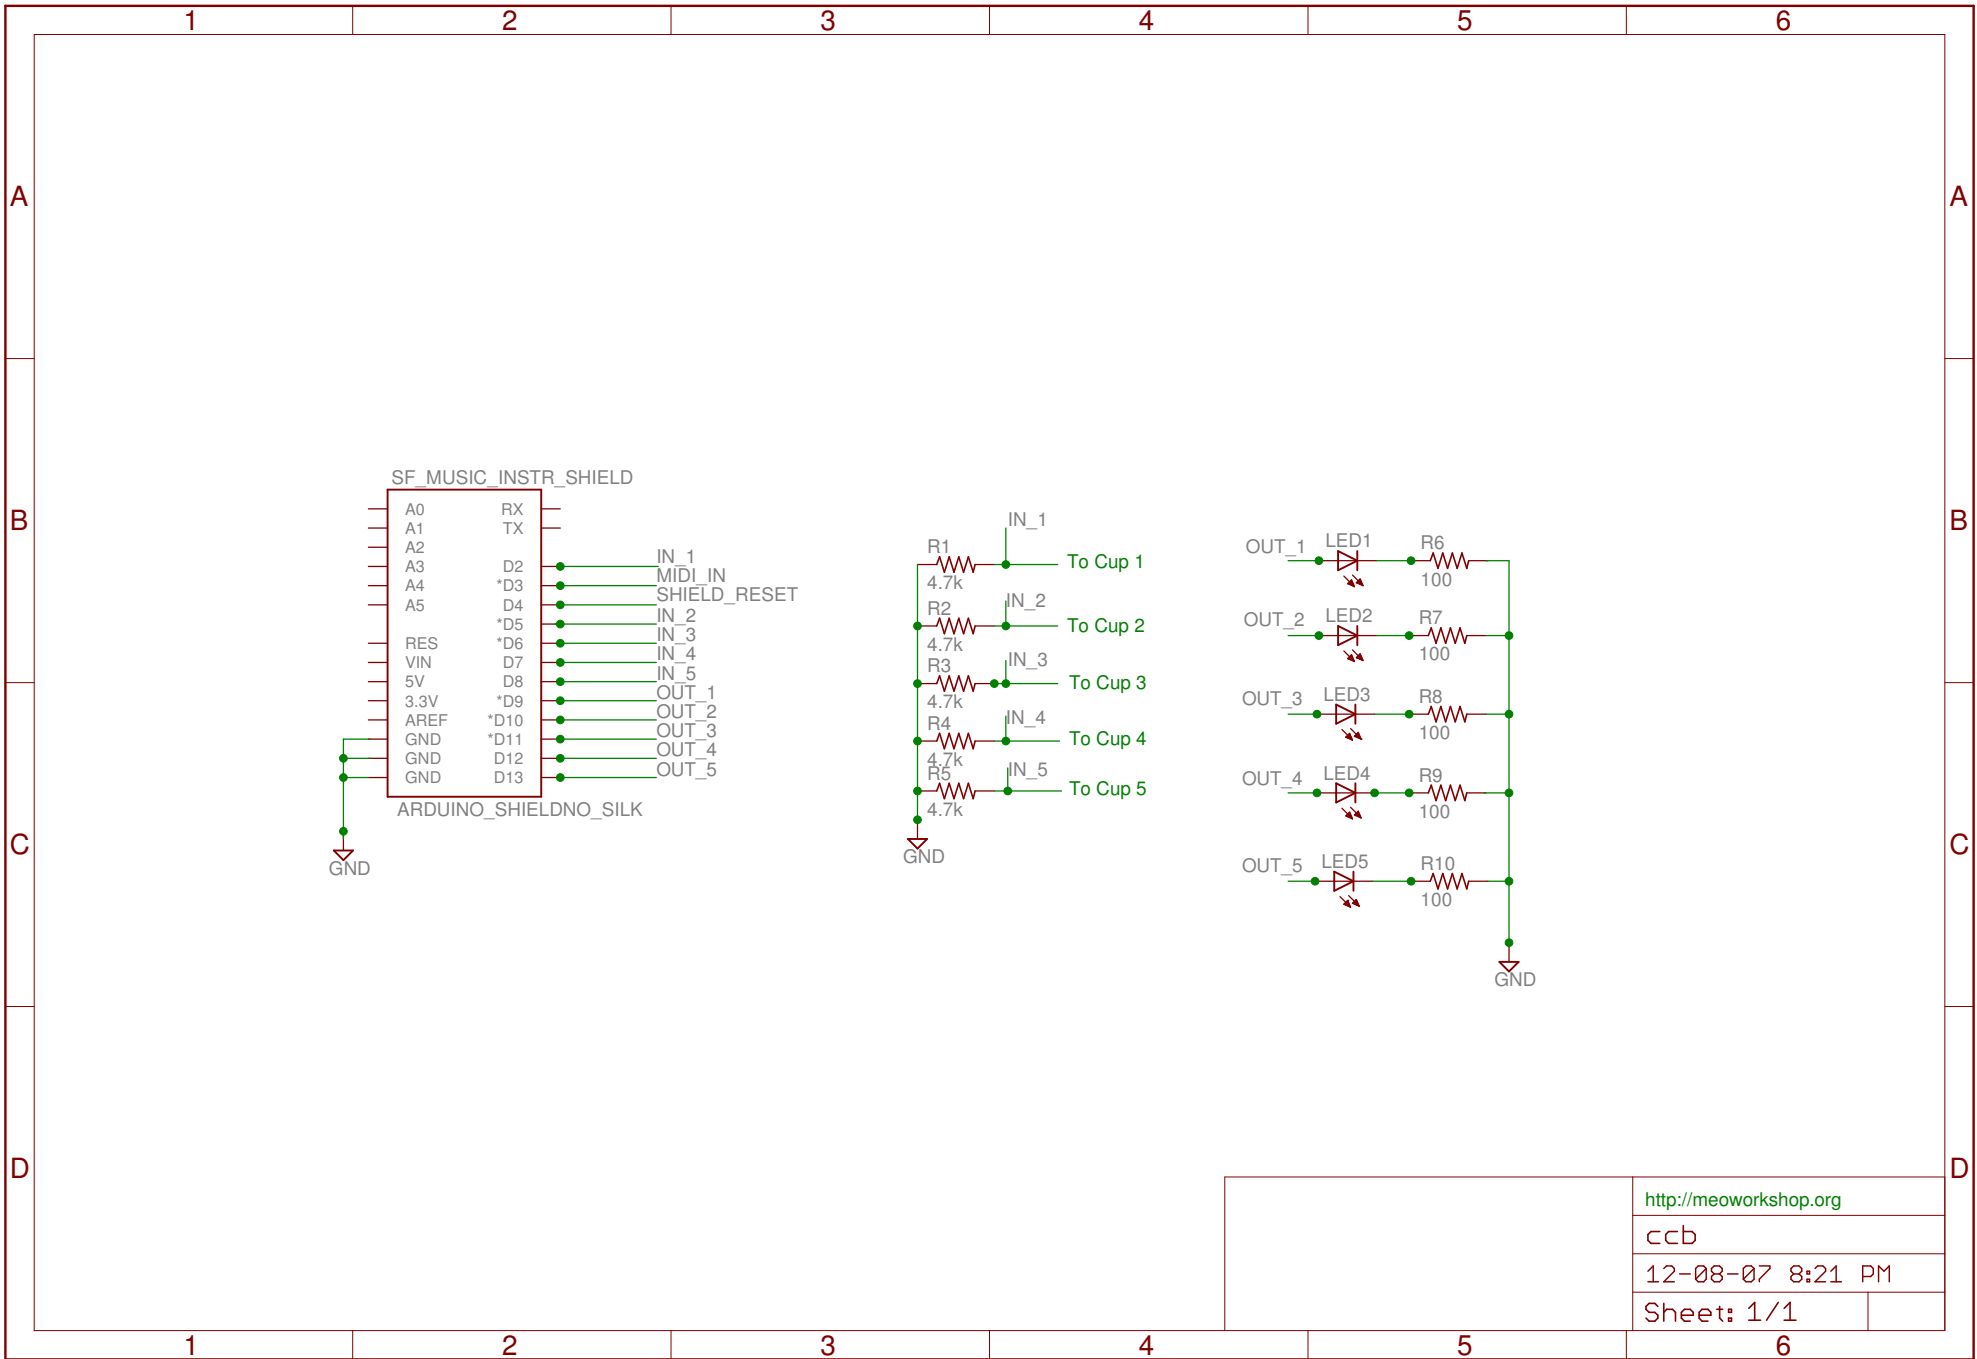 1 2 3 4 5 6
A A
SF_MUSIC_INSTR_SHIELD
A0 RX
A1 TX
A2
A3 D2 IN_1
A4 *D3 MIDI_IN
A5 D4 SHIELD_RESET
*D5 IN_2
RES *D6 IN_3
VIN D7 IN_4
5V D8 IN_5
3.3V *D9 OUT_1
AREF *D10 OUT_2
GND *D11 OUT_3
GND D12 OUT_4
GND D13 OUT_5
ARDUINO_SHIELDNO_SILK
GND
B B
IN_1
R1
To Cup 1
4.7k
IN_2
R2
To Cup 2
4.7k
IN_3
R3
To Cup 3
4.7k
IN_4
R4
To Cup 4
4.7k
IN_5
R5
To Cup 5
4.7k
GND
OUT_1 LED1 R6
100
OUT_2 LED2 R7
100
OUT_3 LED3 R8
100
OUT_4 LED4 R9
100
OUT_5 LED5 R10
100
GND
C C
D D
http://meoworkshop.org
ccb
12-08-07 8:21 PM
Sheet: 1/1
1 2 3 4 5 6